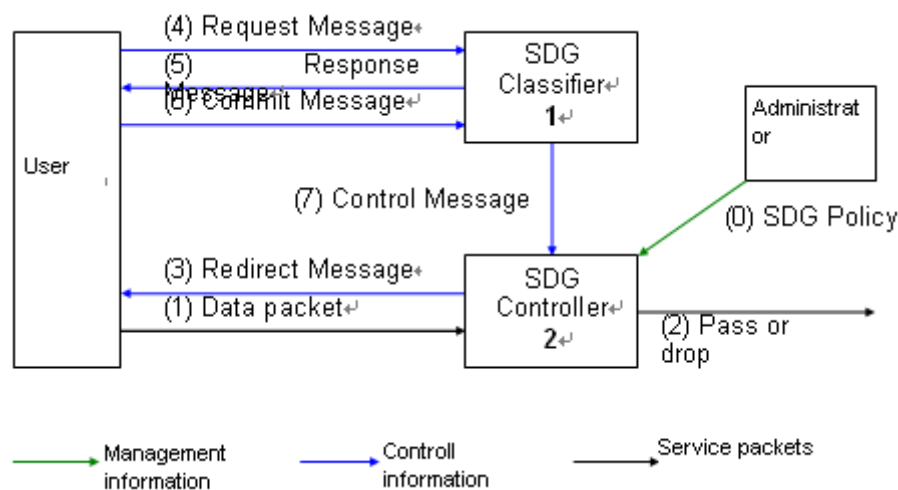 (4) Request Message
(5) Response
Message
(6) Commit Message
SDG
Classifier
1
Administrat
or
User
(7) Control Message
(0) SDG Policy
(3) Redirect Message
(1) Data packet
SDG
Controller
2
(2) Pass or
drop
Management
information
Controll
information
Service packets